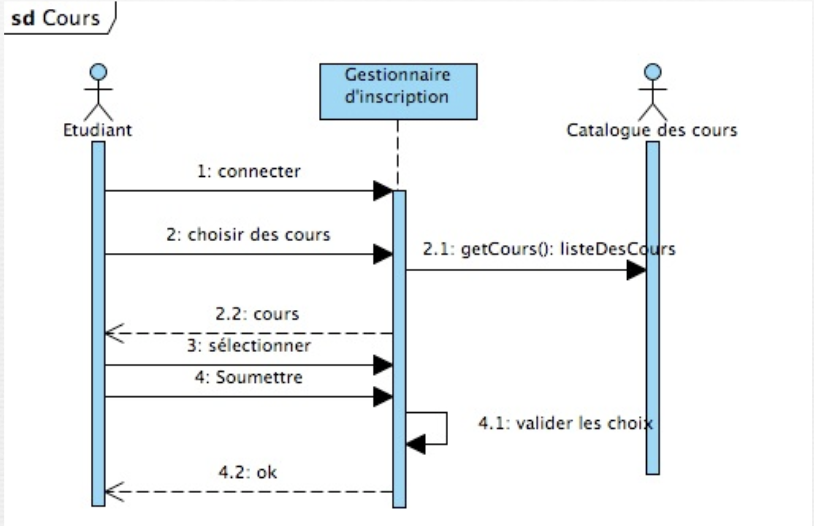 sd Cours
Gestionnaire
d'inscription
Etudiant
Catalogue des cours
1: connecter
2: choisir des cours
2.1: getCours(): listeDesCours
2.2: cours
3: sélectionner
4: Soumettre
4.1: valider les choix
4.2: ok